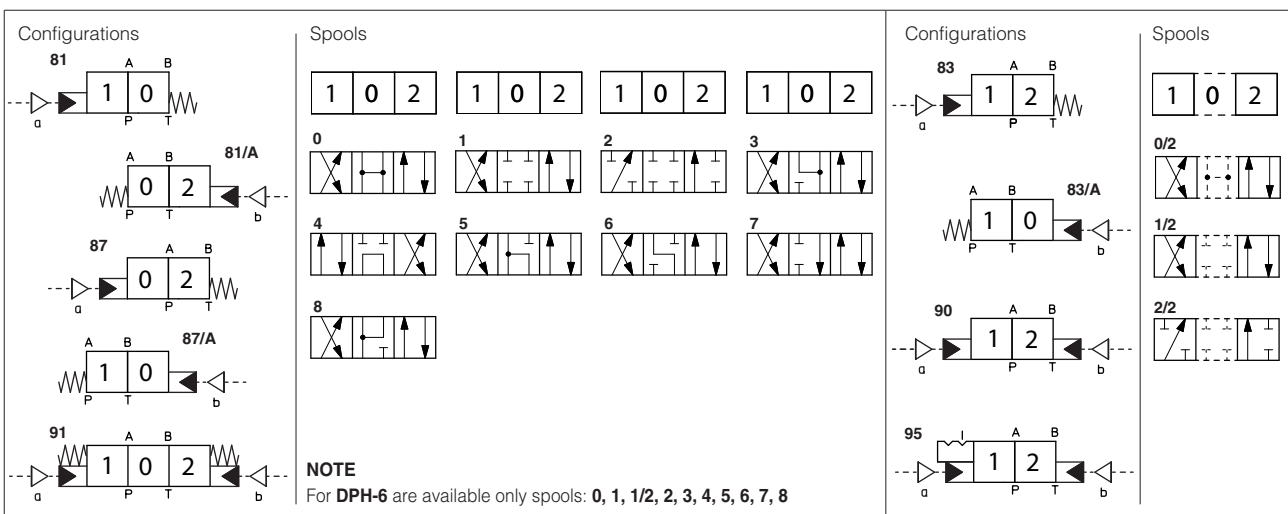 Configurations
81
A B
1 0
a
P T
A B
81/A
0 2
P T
b
87
A B
0 2
a
P T
87/A
A B
1 0
P T
b
91
A B
1 0 2
a
P T
b
Spools
1 0 2
1 0 2
1 0 2
1 0 2
0
1
2
3
4
5
6
7
8
NOTE
For DPH-6 are available only spools: 0, 1, 1/2, 2, 3, 4, 5, 6, 7, 8
Configurations
83
A B
1 2
a
P T
83/A
A B
1 0
P T
b
90
A B
1 2
a
P T
b
95
l
A B
1 2
a
P T
b
Spools
1 0 2
0/2
1/2
2/2